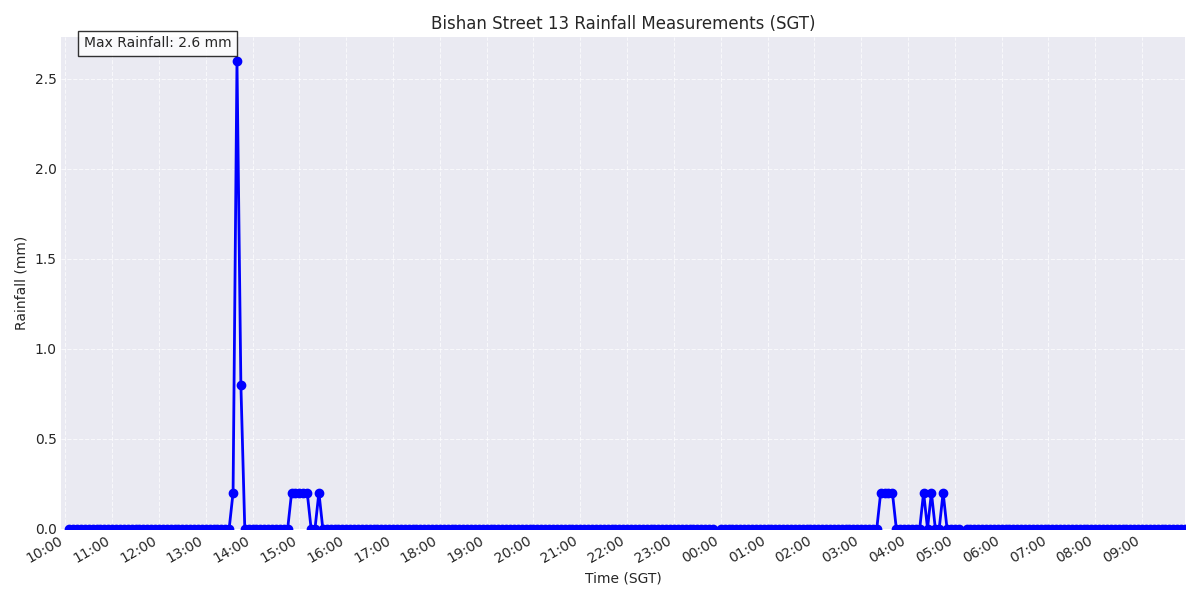 Bishan Street 13 Rainfall Measurements (SGT)
Max Rainfall: 2.6 mm
Rainfall (mm)
2.5
2.0
1.5
1.0
0.5
0.0
10:00 11:00 12:00 13:00 14:00 15:00 16:00 17:00 18:00 19:00 20:00 21:00 22:00 23:00 00:00 01:00 02:00 03:00 04:00 05:00 06:00 07:00 08:00 09:00
Time (SGT)